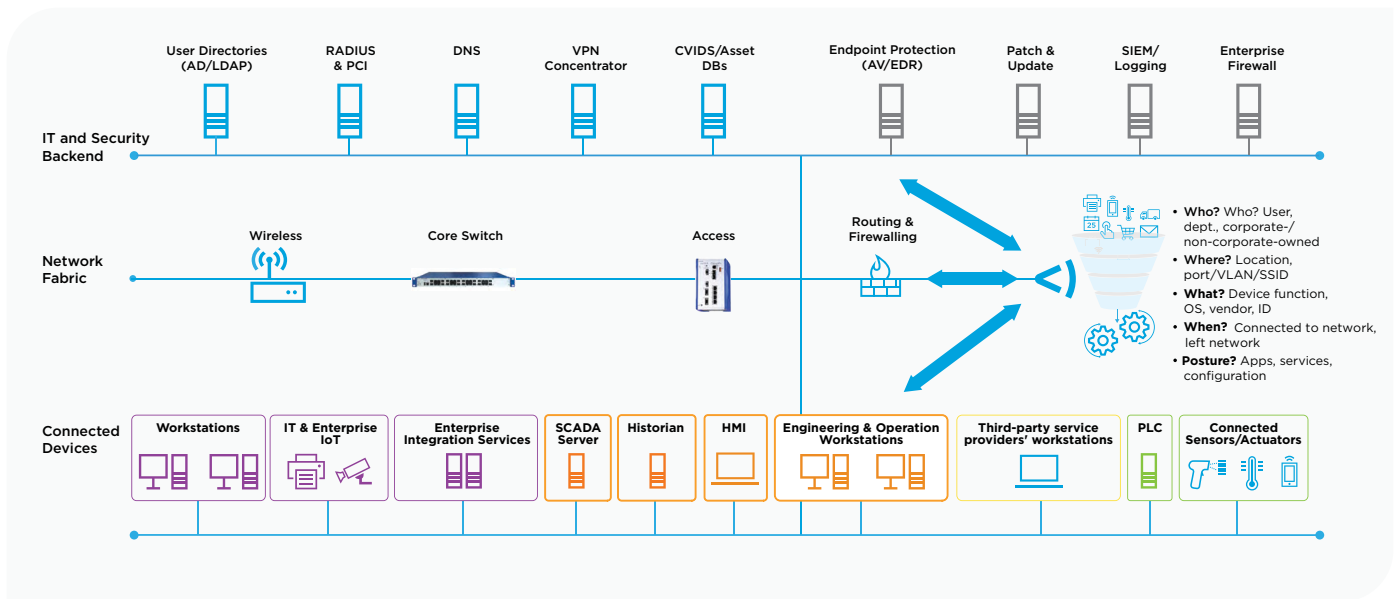 User Directories
(AD/LDAP)
RADIUS
& PCI
DNS
VPN
Concentrator
CVIDS/Asset
DBs
Endpoint Protection
(AV/EDR)
Patch &
Update
SIEM/
Logging
Enterprise
Firewall
IT and Security
Backend
Network
Fabric
Wireless
Core Switch
Access
Routing &
Firewalling
25
• Who? Who? User,
dept., corporate-/
non-corporate-owned
• Where? Location,
port/VLAN/SSID
• What? Device function,
OS, vendor, ID
• When? Connected to network,
left network
• Posture? Apps, services,
configuration
Connected
Devices
Workstations
IT & Enterprise
IoT
Enterprise
Integration Services
SCADA
Server
Historian
HMI
Engineering & Operation
Workstations
Third-party service
providers' workstations
PLC
Connected
Sensors/Actuators